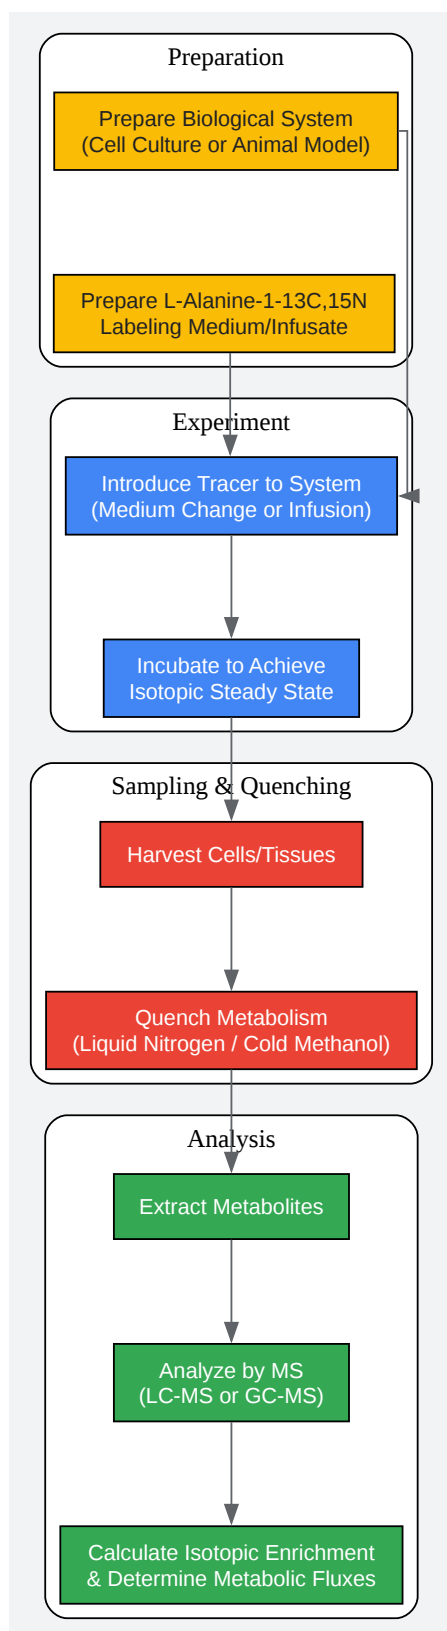 Preparation
Prepare Biological System
(Cell Culture or Animal Model)
Prepare L-Alanine-1-13C,15N
Labeling Medium/Infusate
Experiment
Introduce Tracer to System
(Medium Change or Infusion)
Incubate to Achieve
Isotopic Steady State
Sampling & Quenching
Harvest Cells/Tissues
Quench Metabolism
(Liquid Nitrogen / Cold Methanol)
Analysis
Extract Metabolites
Analyze by MS
(LC-MS or GC-MS)
Calculate Isotopic Enrichment
& Determine Metabolic Fluxes